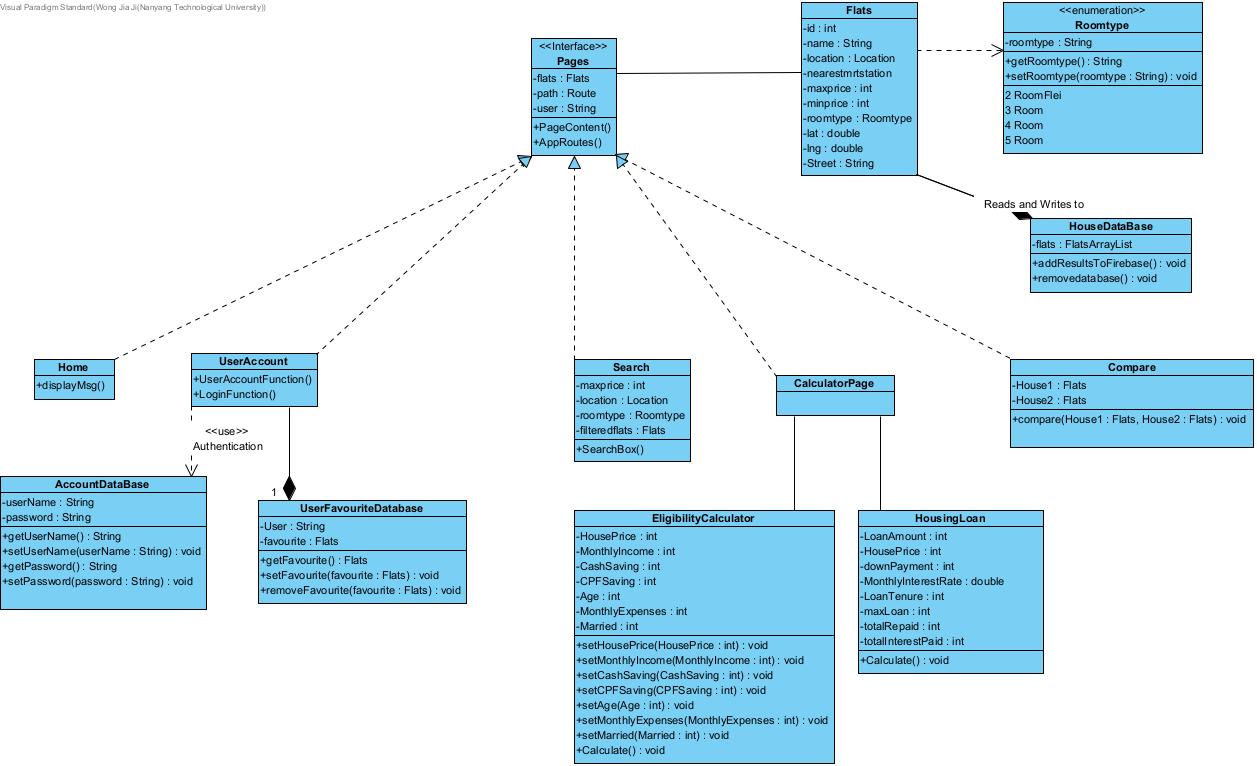 Visual Paradigm Standard(Wong Jia Ji(Nanyang Technological University))
<<Interface>>
Pages
-flats : Flats
-path : Route
-user : String
+PageContent()
+AppRoutes()
Flats
-id : int
-name : String
-location : Location
-nearestmrtstation
-maxprice : int
-minprice : int
-roomtype : Roomtype
-lat : double
-lng : double
-Street : String
<<enumeration>>
Roomtype
-roomtype : String
+getRoomtype() : String
+setRoomtype(roomtype : String) : void
2 RoomFlei
3 Room
4 Room
5 Room
Reads and Writes to
HouseDataBase
-flats : FlatsArrayList
+addResultsToFirebase() : void
+removedatabase() : void
Home
+displayMsg()
UserAccount
+UserAccountFunction()
+LoginFunction()
<<use>>
Authentication
1
AccountDataBase
-userName : String
-password : String
+getUserName() : String
+setUserName(userName : String) : void
+getPassword() : String
+setPassword(password : String) : void
UserFavouriteDatabase
-User : String
-favourite : Flats
+getFavourite() : Flats
+setFavourite(favourite : Flats) : void
+removeFavourite(favourite : Flats) : void
Search
-maxprice : int
-location : Location
-roomtype : Roomtype
-filteredflats : Flats
+SearchBox()
CalculatorPage
Compare
-House1 : Flats
-House2 : Flats
+compare(House1 : Flats, House2 : Flats) : void
EligibilityCalculator
-HousePrice : int
-MonthlyIncome : int
-CashSaving : int
-CPFSaving : int
-Age : int
-MonthlyExpenses : int
-Married : int
+setHousePrice(HousePrice : int) : void
+setMonthlyIncome(MonthlyIncome : int) : void
+setCashSaving(CashSaving : int) : void
+setCPFSaving(CPFSaving : int) : void
+setAge(Age : int) : void
+setMonthlyExpenses(MonthlyExpenses : int) : void
+setMarried(Married : int) : void
+Calculate() : void
HousingLoan
-LoanAmount : int
-HousePrice : int
-downPayment : int
-MonthlyInterestRate : double
-LoanTenure : int
-maxLoan : int
-totalRepaid : int
-totalInterestPaid : int
+Calculate() : void